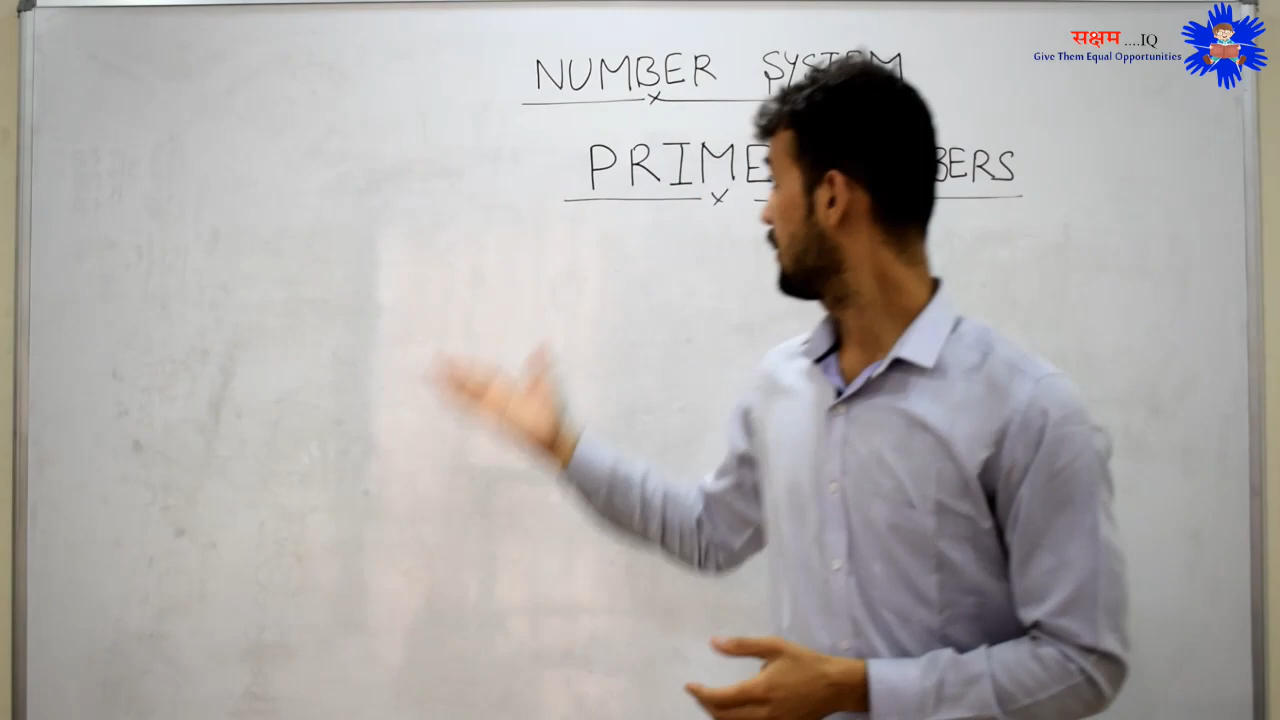 सक्षम ....IQ
Give Them Equal Opportunities
NUMBER
PRIME